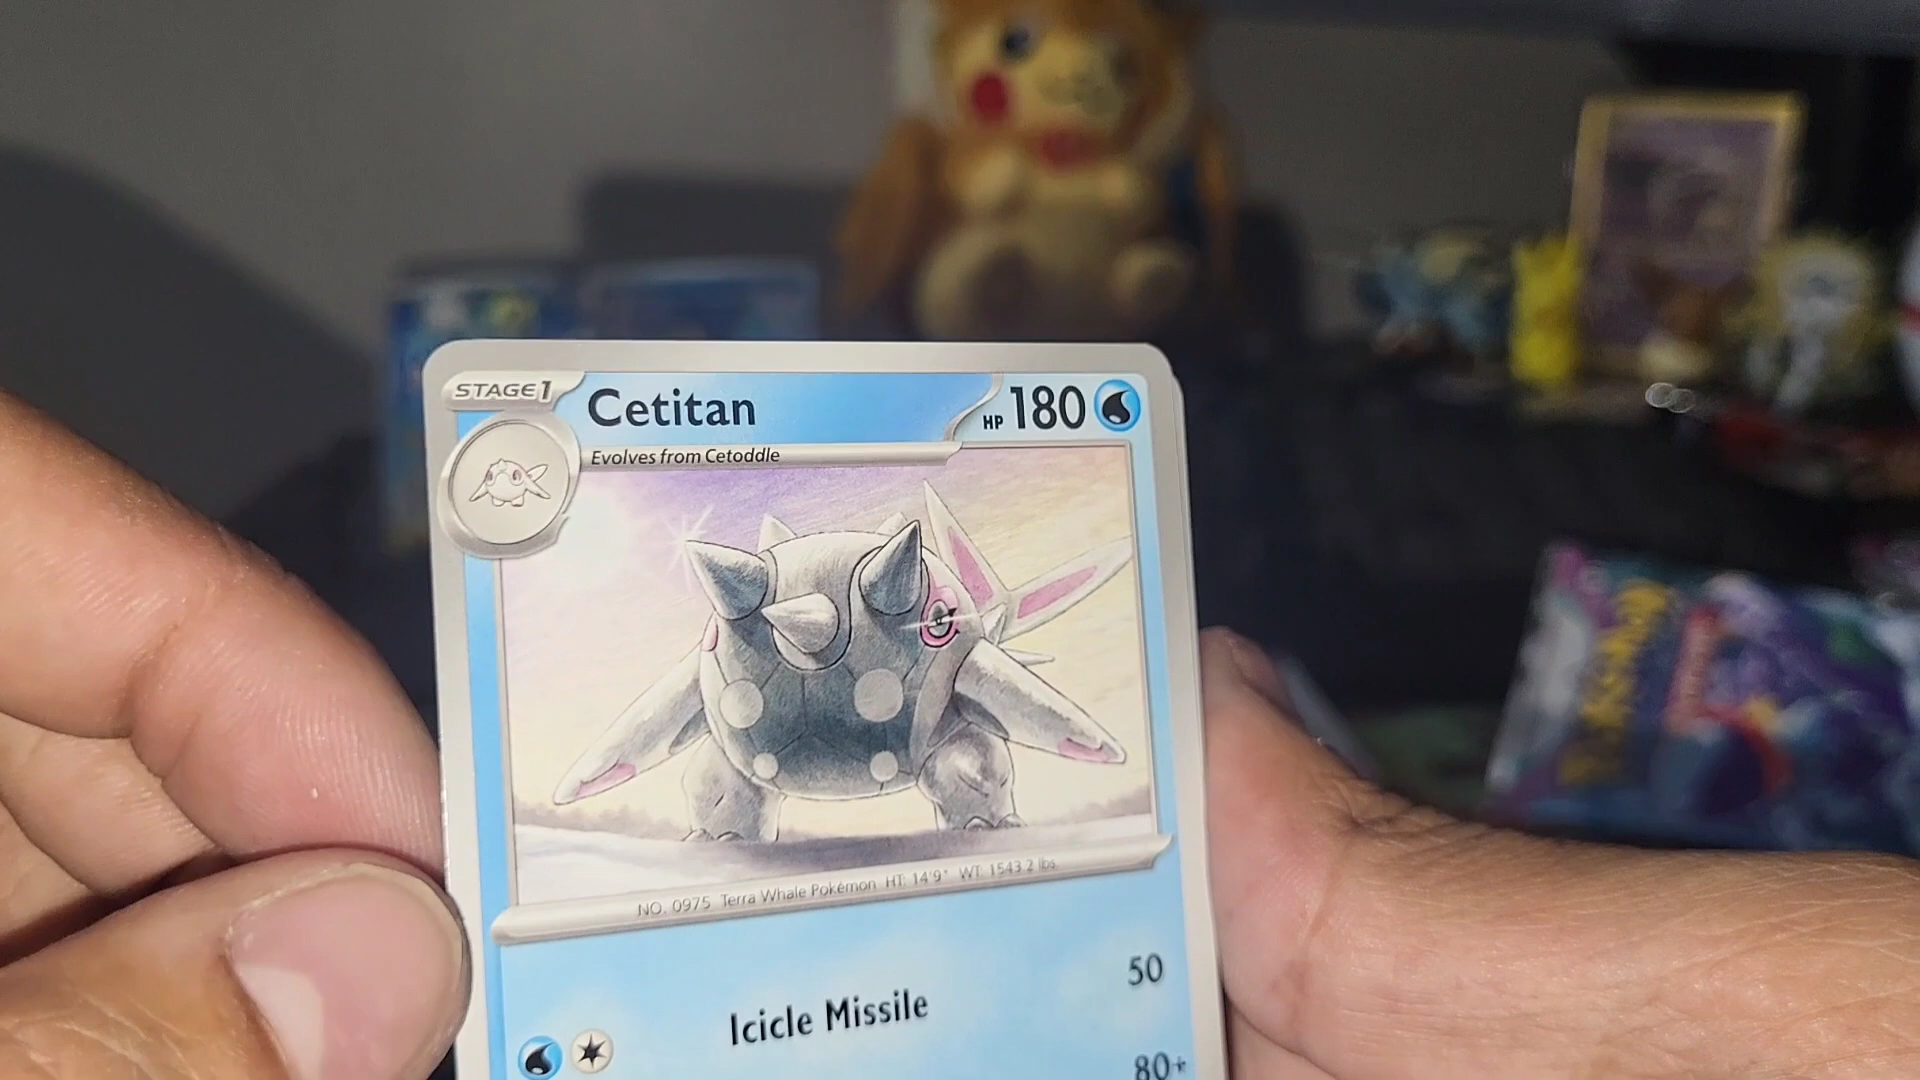 STAGE1
Cetitan
HP 180
Evolves from Cetoddle
NO. 0975 Terra Whale Pokémon HT: 14'9" WT: 1543.2 lbs.
Icicle Missile 50
80+